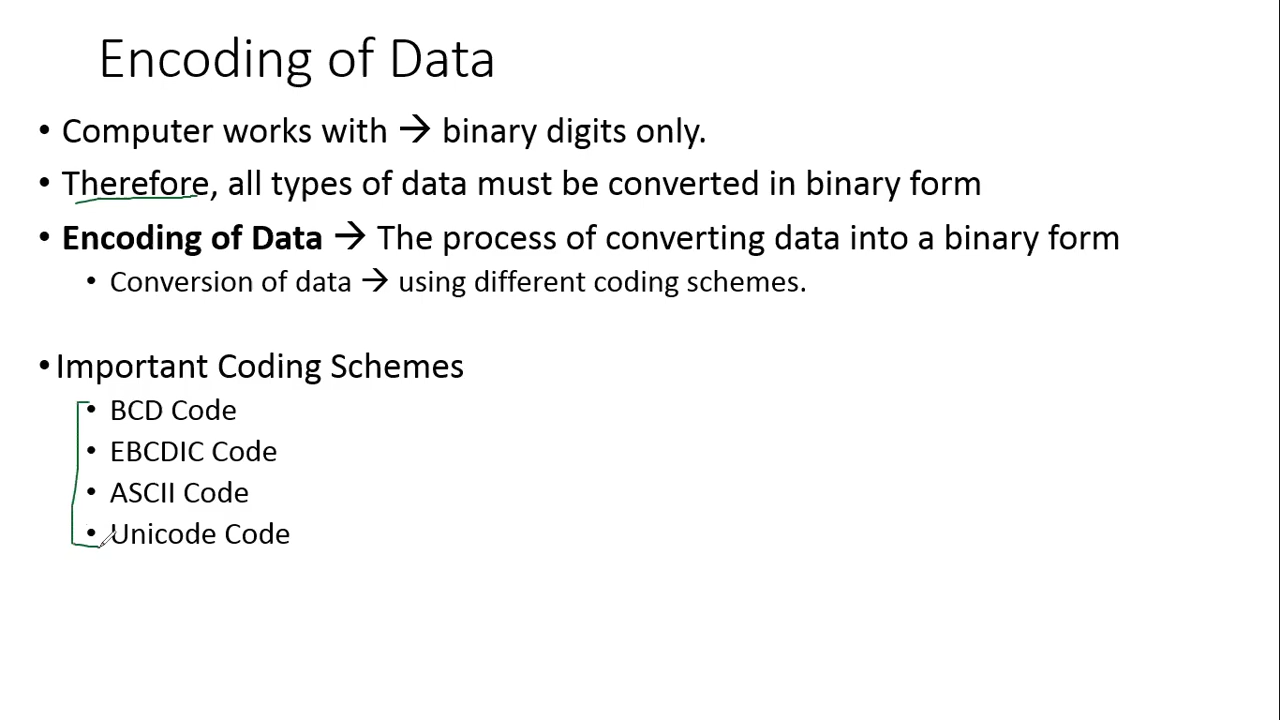 Encoding of Data
• Computer works with → binary digits only.
• Therefore, all types of data must be converted in binary form
• Encoding of Data → The process of converting data into a binary form
• Conversion of data → using different coding schemes.
• Important Coding Schemes
• BCD Code
• EBCDIC Code
• ASCII Code
• Unicode Code